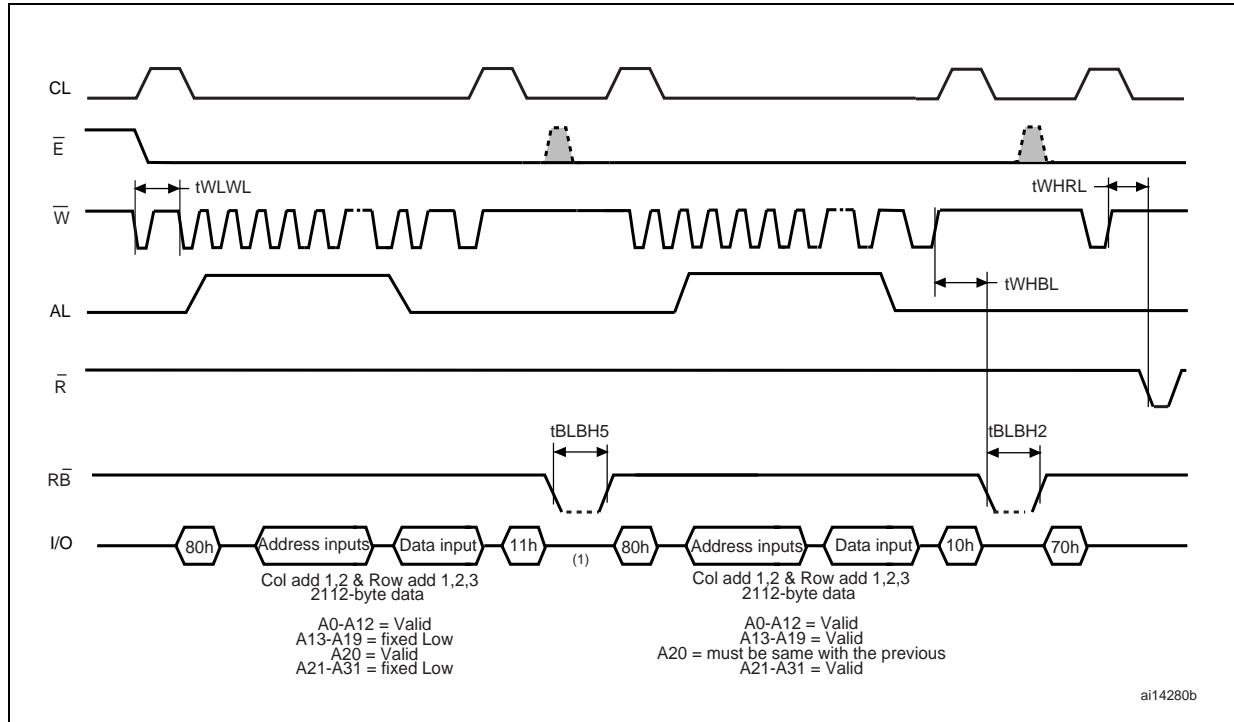 CL
E
tWLWL
tWHRL
W
tWHBL
AL
R
tBLBH5
tBLBH2
RB
I/O
80h
Address inputs
Data input
11h
(1)
80h
Address inputs
Data input
10h
70h
Col add 1,2 & Row add 1,2,3
2112-byte data
A0-A12 = Valid
A13-A19 = fixed Low
A20 = Valid
A21-A31 = fixed Low
Col add 1,2 & Row add 1,2,3
2112-byte data
A0-A12 = Valid
A13-A19 = Valid
A20 = must be same with the previous
A21-A31 = Valid
ai14280b